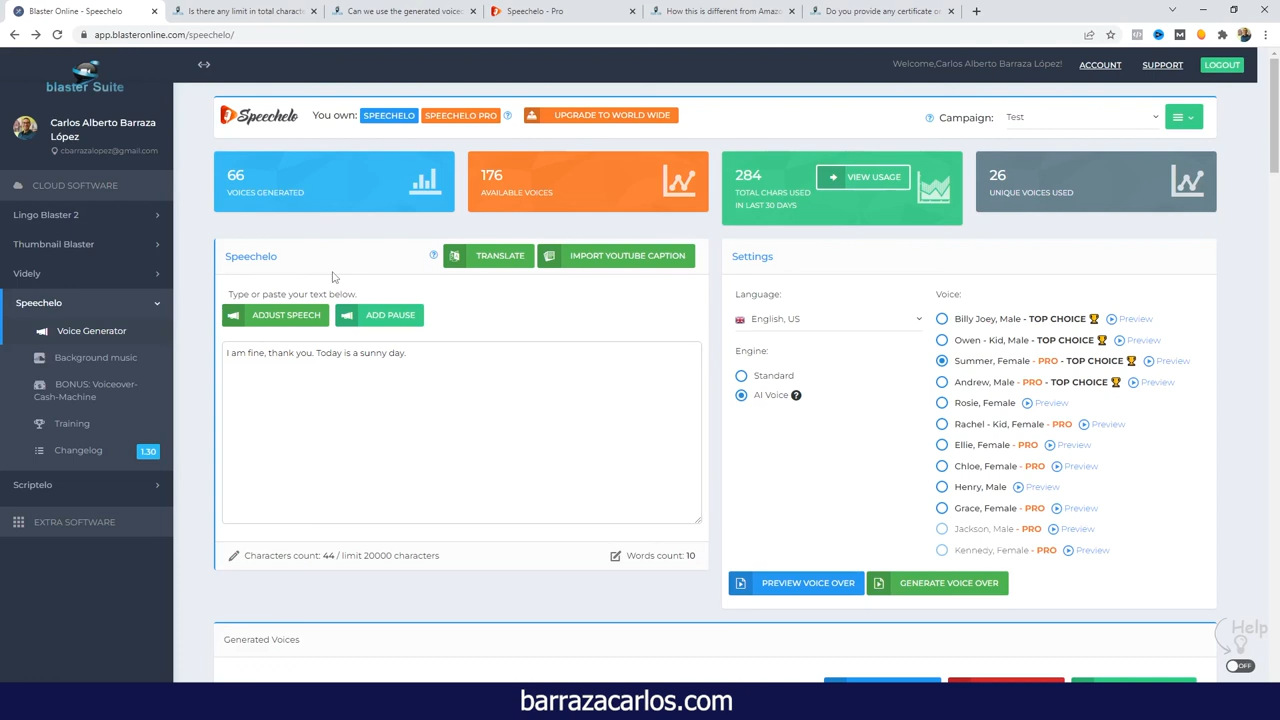 Blaster Online - Speechelo
Is there any limit in total characte
Can we use the generated voice
Speechelo - Pro
How this is different from Amazo
Do you provide any certificate o
app.blasteronline.com/speechelo/
blaster Suite
Welcome,Carlos Alberto Barraza López!
ACCOUNT
SUPPORT
LOGOUT
Carlos Alberto Barraza
López
cbarrazalopez@gmail.com
CLOUD SOFTWARE
Lingo Blaster 2
Thumbnail Blaster
Videly
Speechelo
Voice Generator
Background music
BONUS: Voiceover-
Cash-Machine
Training
Changelog
1.30
Scriptelo
EXTRA SOFTWARE
Speechelo
You own:
SPEECHELO
SPEECHELO PRO
UPGRADE TO WORLD WIDE
Campaign:
Test
66
VOICES GENERATED
176
AVAILABLE VOICES
284
TOTAL CHARS USED
IN LAST 30 DAYS
VIEW USAGE
26
UNIQUE VOICES USED
Speechelo
TRANSLATE
IMPORT YOUTUBE CAPTION
Type or paste your text below.
ADJUST SPEECH
ADD PAUSE
I am fine, thank you. Today is a sunny day.
Characters count: 44 / limit 20000 characters
Words count: 10
Settings
Language:
English, US
Engine:
Standard
AI Voice
Voice:
Billy Joey, Male - TOP CHOICE Preview
Owen - Kid, Male - TOP CHOICE Preview
Summer, Female - PRO - TOP CHOICE Preview
Andrew, Male - PRO - TOP CHOICE Preview
Rosie, Female Preview
Rachel - Kid, Female - PRO Preview
Ellie, Female - PRO Preview
Chloe, Female - PRO Preview
Henry, Male Preview
Grace, Female - PRO Preview
Jackson, Male - PRO Preview
Kennedy, Female - PRO Preview
PREVIEW VOICE OVER
GENERATE VOICE OVER
Generated Voices
Help
OFF
barrazacarlos.com